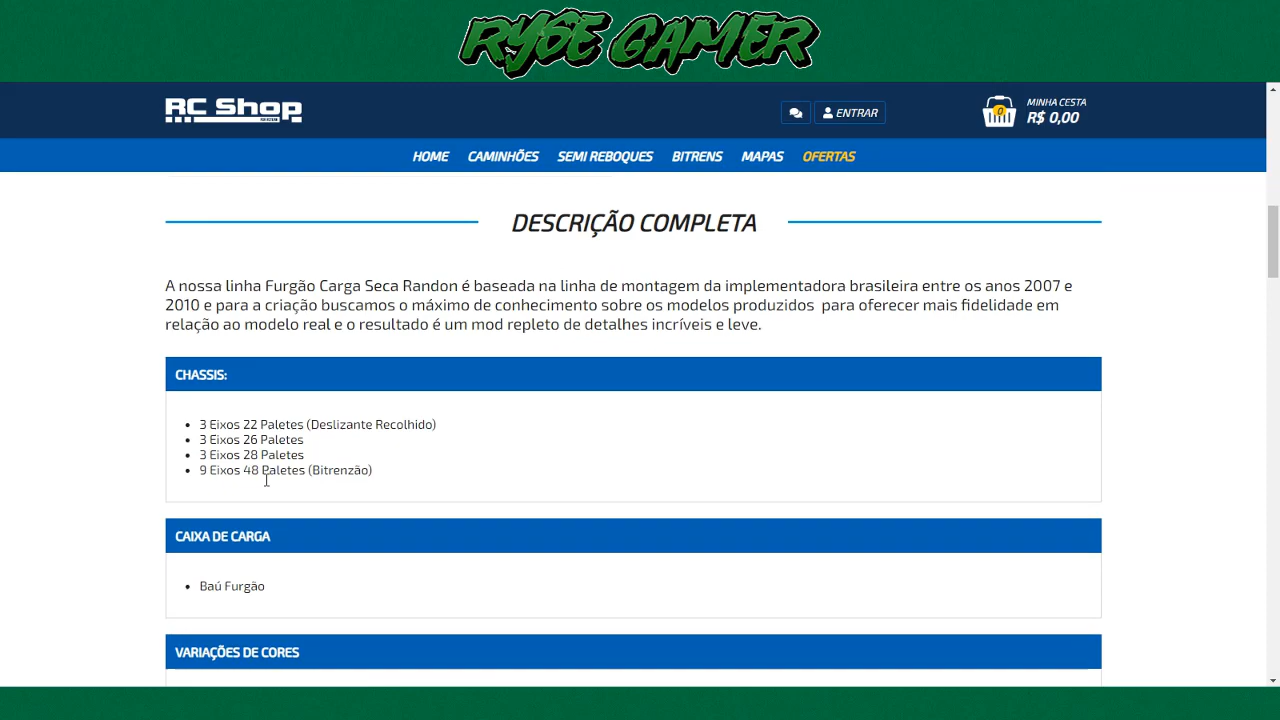 RYSE GAMER
RC Shop
ENTRAR
0
MINHA CESTA
R$ 0,00
HOME CAMINHÕES SEMI REBOQUES BITRENS MAPAS OFERTAS
DESCRIÇÃO COMPLETA
A nossa linha Furgão Carga Seca Randon é baseada na linha de montagem da implementadora brasileira entre os anos 2007 e
2010 e para a criação buscamos o máximo de conhecimento sobre os modelos produzidos para oferecer mais fidelidade em
relação ao modelo real e o resultado é um mod repleto de detalhes incríveis e leve.
CHASSIS:
• 3 Eixos 22 Paletes (Deslizante Recolhido)
• 3 Eixos 26 Paletes
• 3 Eixos 28 Paletes
• 9 Eixos 48 Paletes (Bitrenzão)
CAIXA DE CARGA
• Baú Furgão
VARIAÇÕES DE CORES